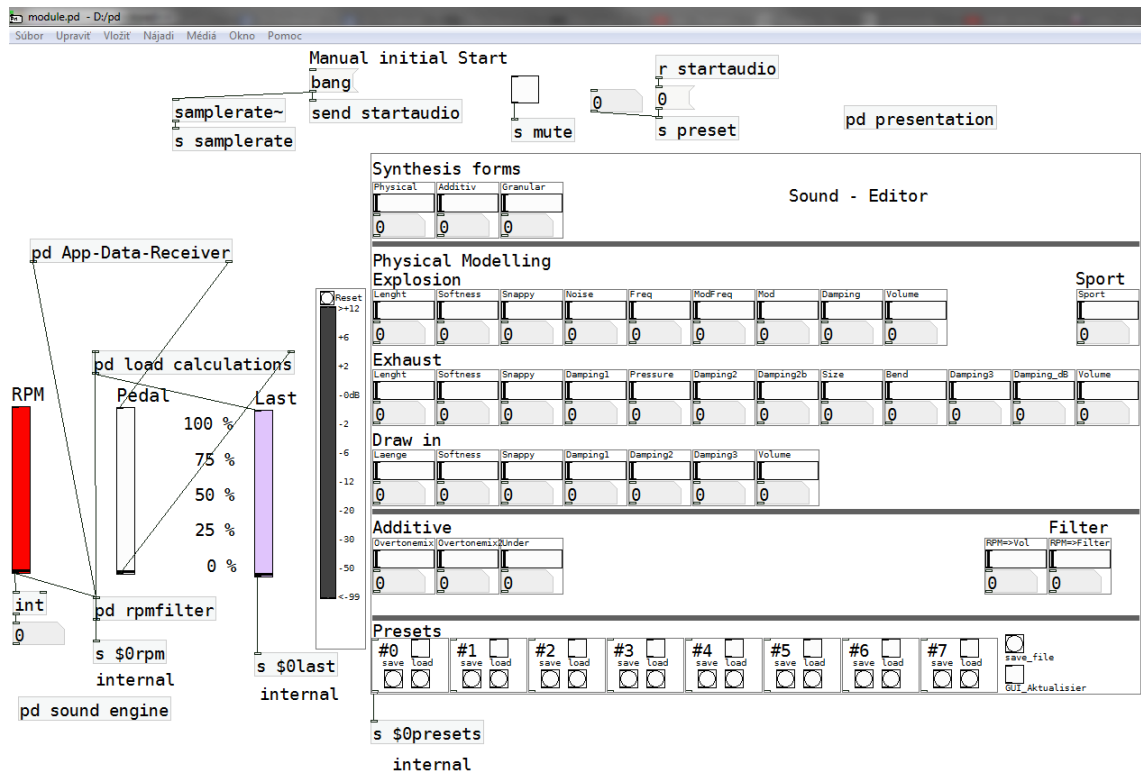 module.pd - D:/pd
Súbor Upraviť Vložiť Nájadi Médiá Okno Pomoc
Manual initial Start
bang
r startaudio
samplerate~
send startaudio
0
0
s samplerate
s mute
s preset
pd presentation
Synthesis forms
Physical Additiv Granular
Sound - Editor
0 0 0
pd App-Data-Receiver
Physical Modelling
Explosion
Sport
Lenght Softness Snappy Noise Freq ModFreq Mod Damping Volume
Sport
0 0 0 0 0 0 0 0 0
0
Exhaust
Lenght Softness Snappy Damping1 Pressure Damping2 Damping2b Size Bend Damping3 Damping_dB Volume
0 0 0 0 0 0 0 0 0 0 0 0
Draw in
Laenge Softness Snappy Damping1 Damping2 Damping3 Volume
0 0 0 0 0 0 0
Additive
Filter
Overtonemix Overtonemix2 Under
RPM=>Vol RPM=>Filter
0 0 0
0 0
Presets
#0 #1 #2 #3 #4 #5 #6 #7
save load save load save load save load save load save load save load save load
save_file
GUI_Aktualisier
s $0presets
internal
Reset
>+12
+6
+2
-0dB
-2
-6
-12
-20
-30
-50
<-99
pd load calculations
RPM
Pedal
Last
100 %
75 %
50 %
25 %
0 %
int
pd rpmfilter
0
s $0rpm
internal
s $0last
internal
pd sound engine